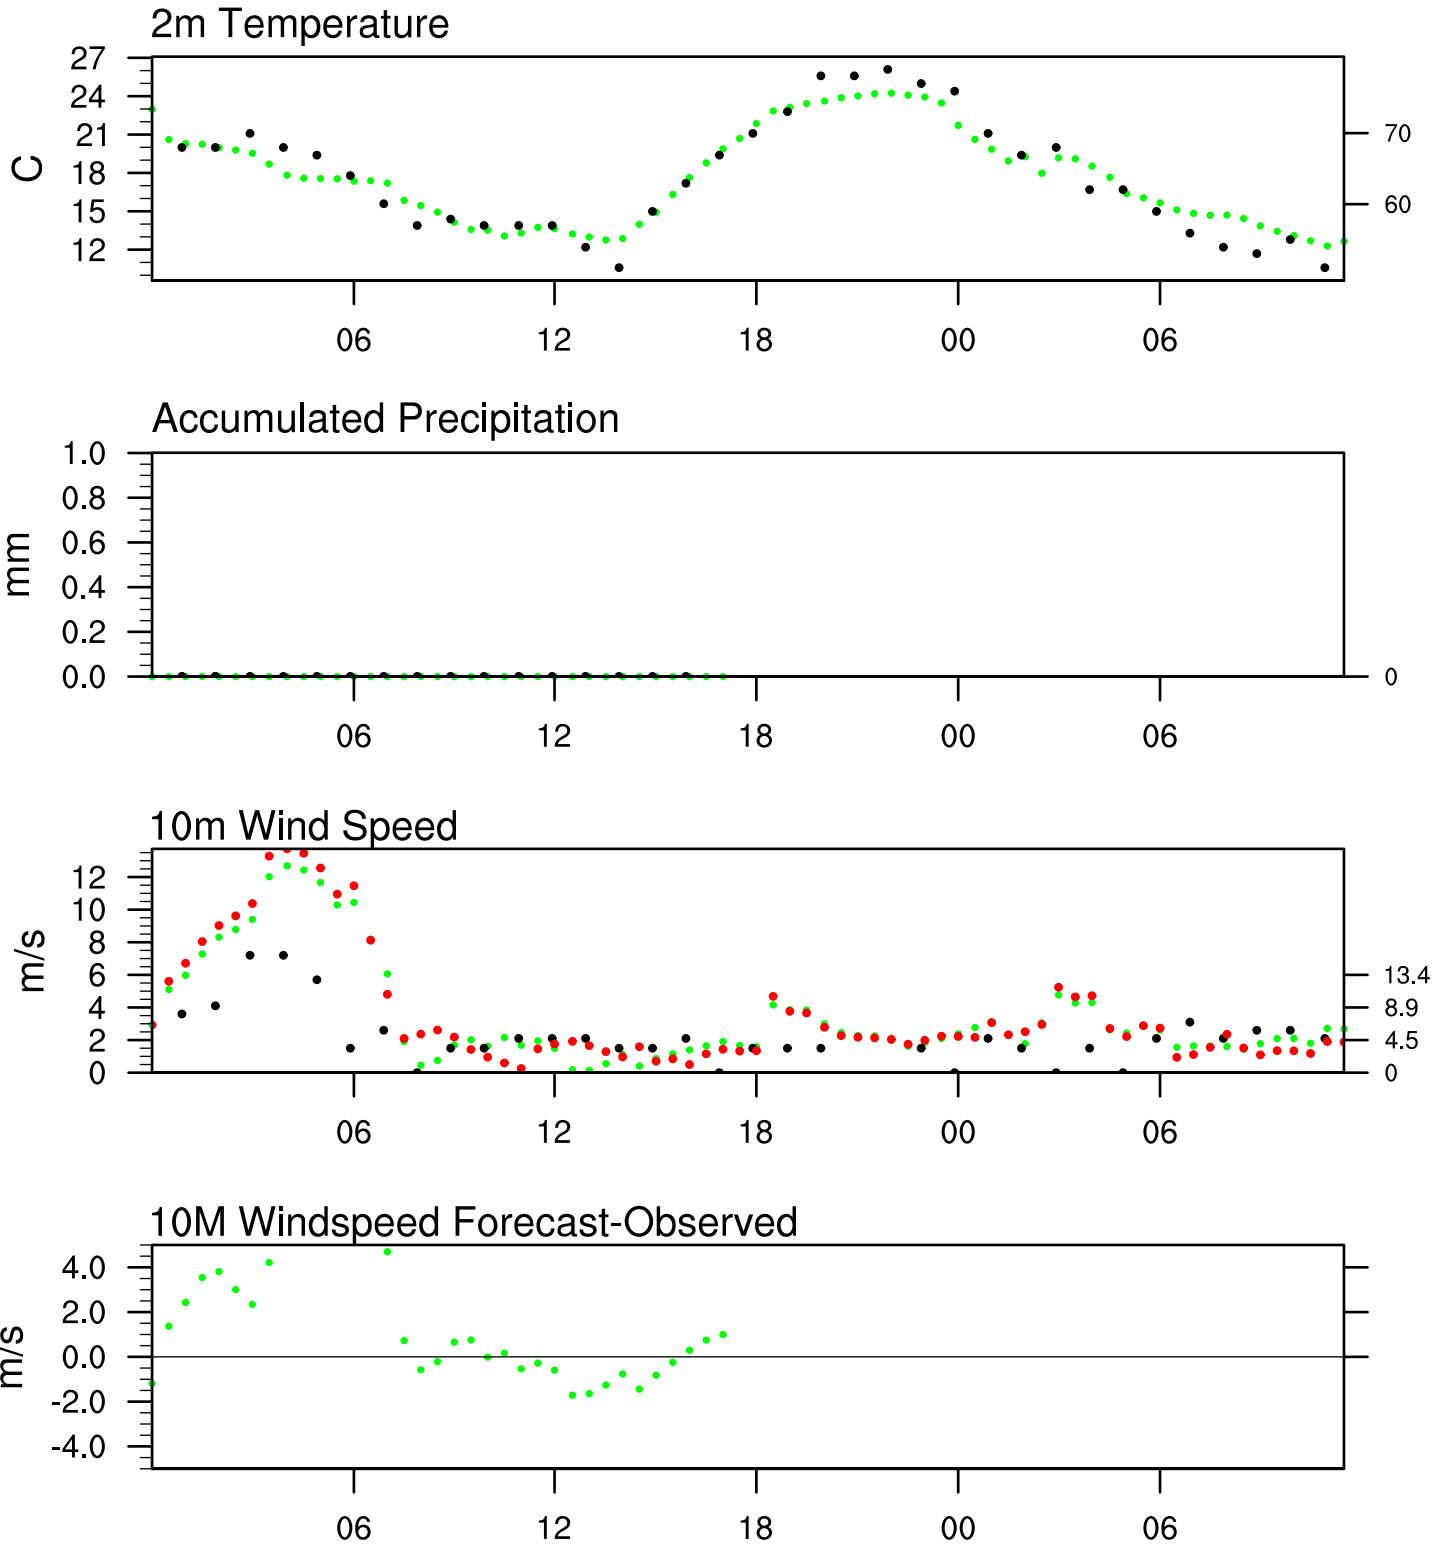 2m Temperature
27
24
21
18
15
12
C
70
60
06 12 18 00 06
Accumulated Precipitation
1.0
0.8
0.6
0.4
0.2
0.0
mm
0
06 12 18 00 06
10m Wind Speed
12
10
8
6
4
2
0
m/s
13.4
8.9
4.5
0
06 12 18 00 06
10M Windspeed Forecast-Observed
4.0
2.0
0.0
-2.0
-4.0
m/s
06 12 18 00 06